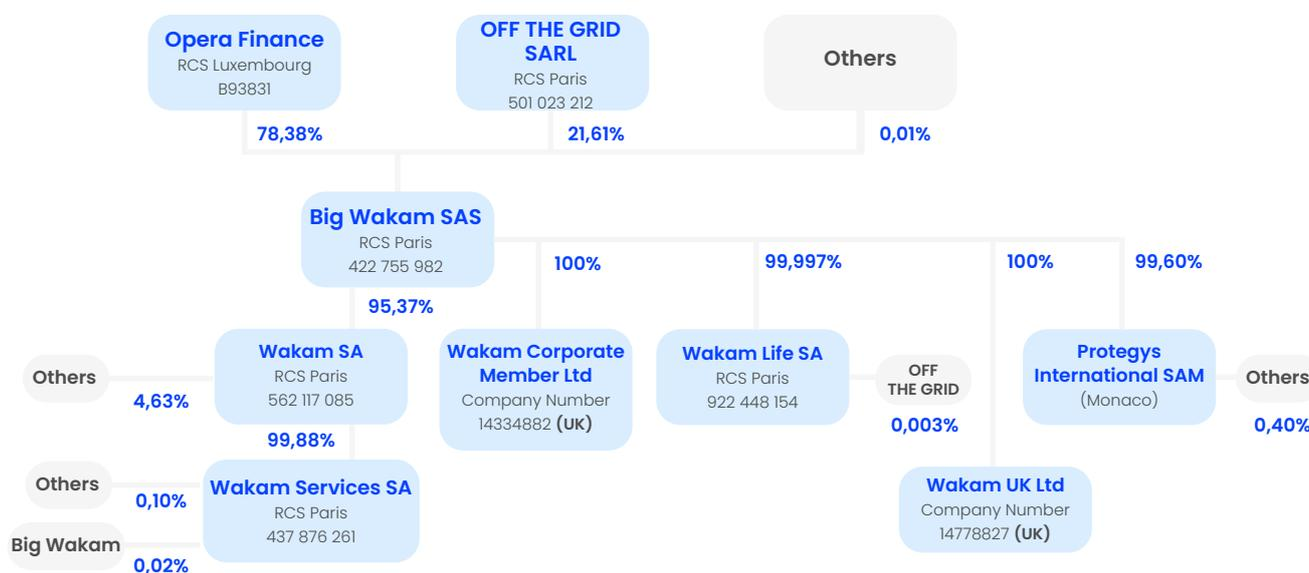 Opera Finance
RCS Luxembourg
B93831
OFF THE GRID
SARL
RCS Paris
501 023 212
Others
78,38%
21,61%
0,01%
Big Wakam SAS
RCS Paris
422 755 982
100%
99,997%
100%
99,60%
95,37%
Wakam SA
RCS Paris
562 117 085
Others
4,63%
Wakam Corporate
Member Ltd
Company Number
14334882 (UK)
Wakam Life SA
RCS Paris
922 448 154
OFF
THE GRID
0,003%
Protegys
International SAM
(Monaco)
Others
0,40%
99,88%
Others
0,10%
Big Wakam
0,02%
Wakam Services SA
RCS Paris
437 876 261
Wakam UK Ltd
Company Number
14778827 (UK)